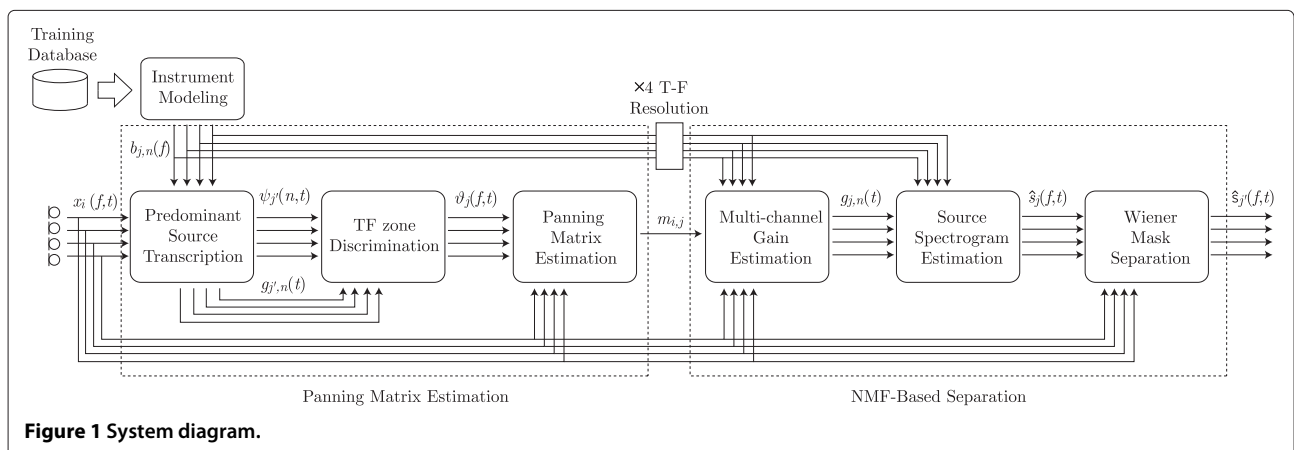 Training
Database
Instrument
Modeling
×4 T-F
Resolution
b_{j,n}(f)
x_i (f,t)
Predominant
Source
Transcription
ψ_{j'}(n,t)
g_{j',n}(t)
TF zone
Discrimination
ϑ_j(f,t)
Panning
Matrix
Estimation
m_{i,j}
Multi-channel
Gain
Estimation
g_{j,n}(t)
Source
Spectrogram
Estimation
ŝ_j(f,t)
Wiener
Mask
Separation
ŝ_{j'}(f,t)
Panning Matrix Estimation
NMF-Based Separation
Figure 1 System diagram.